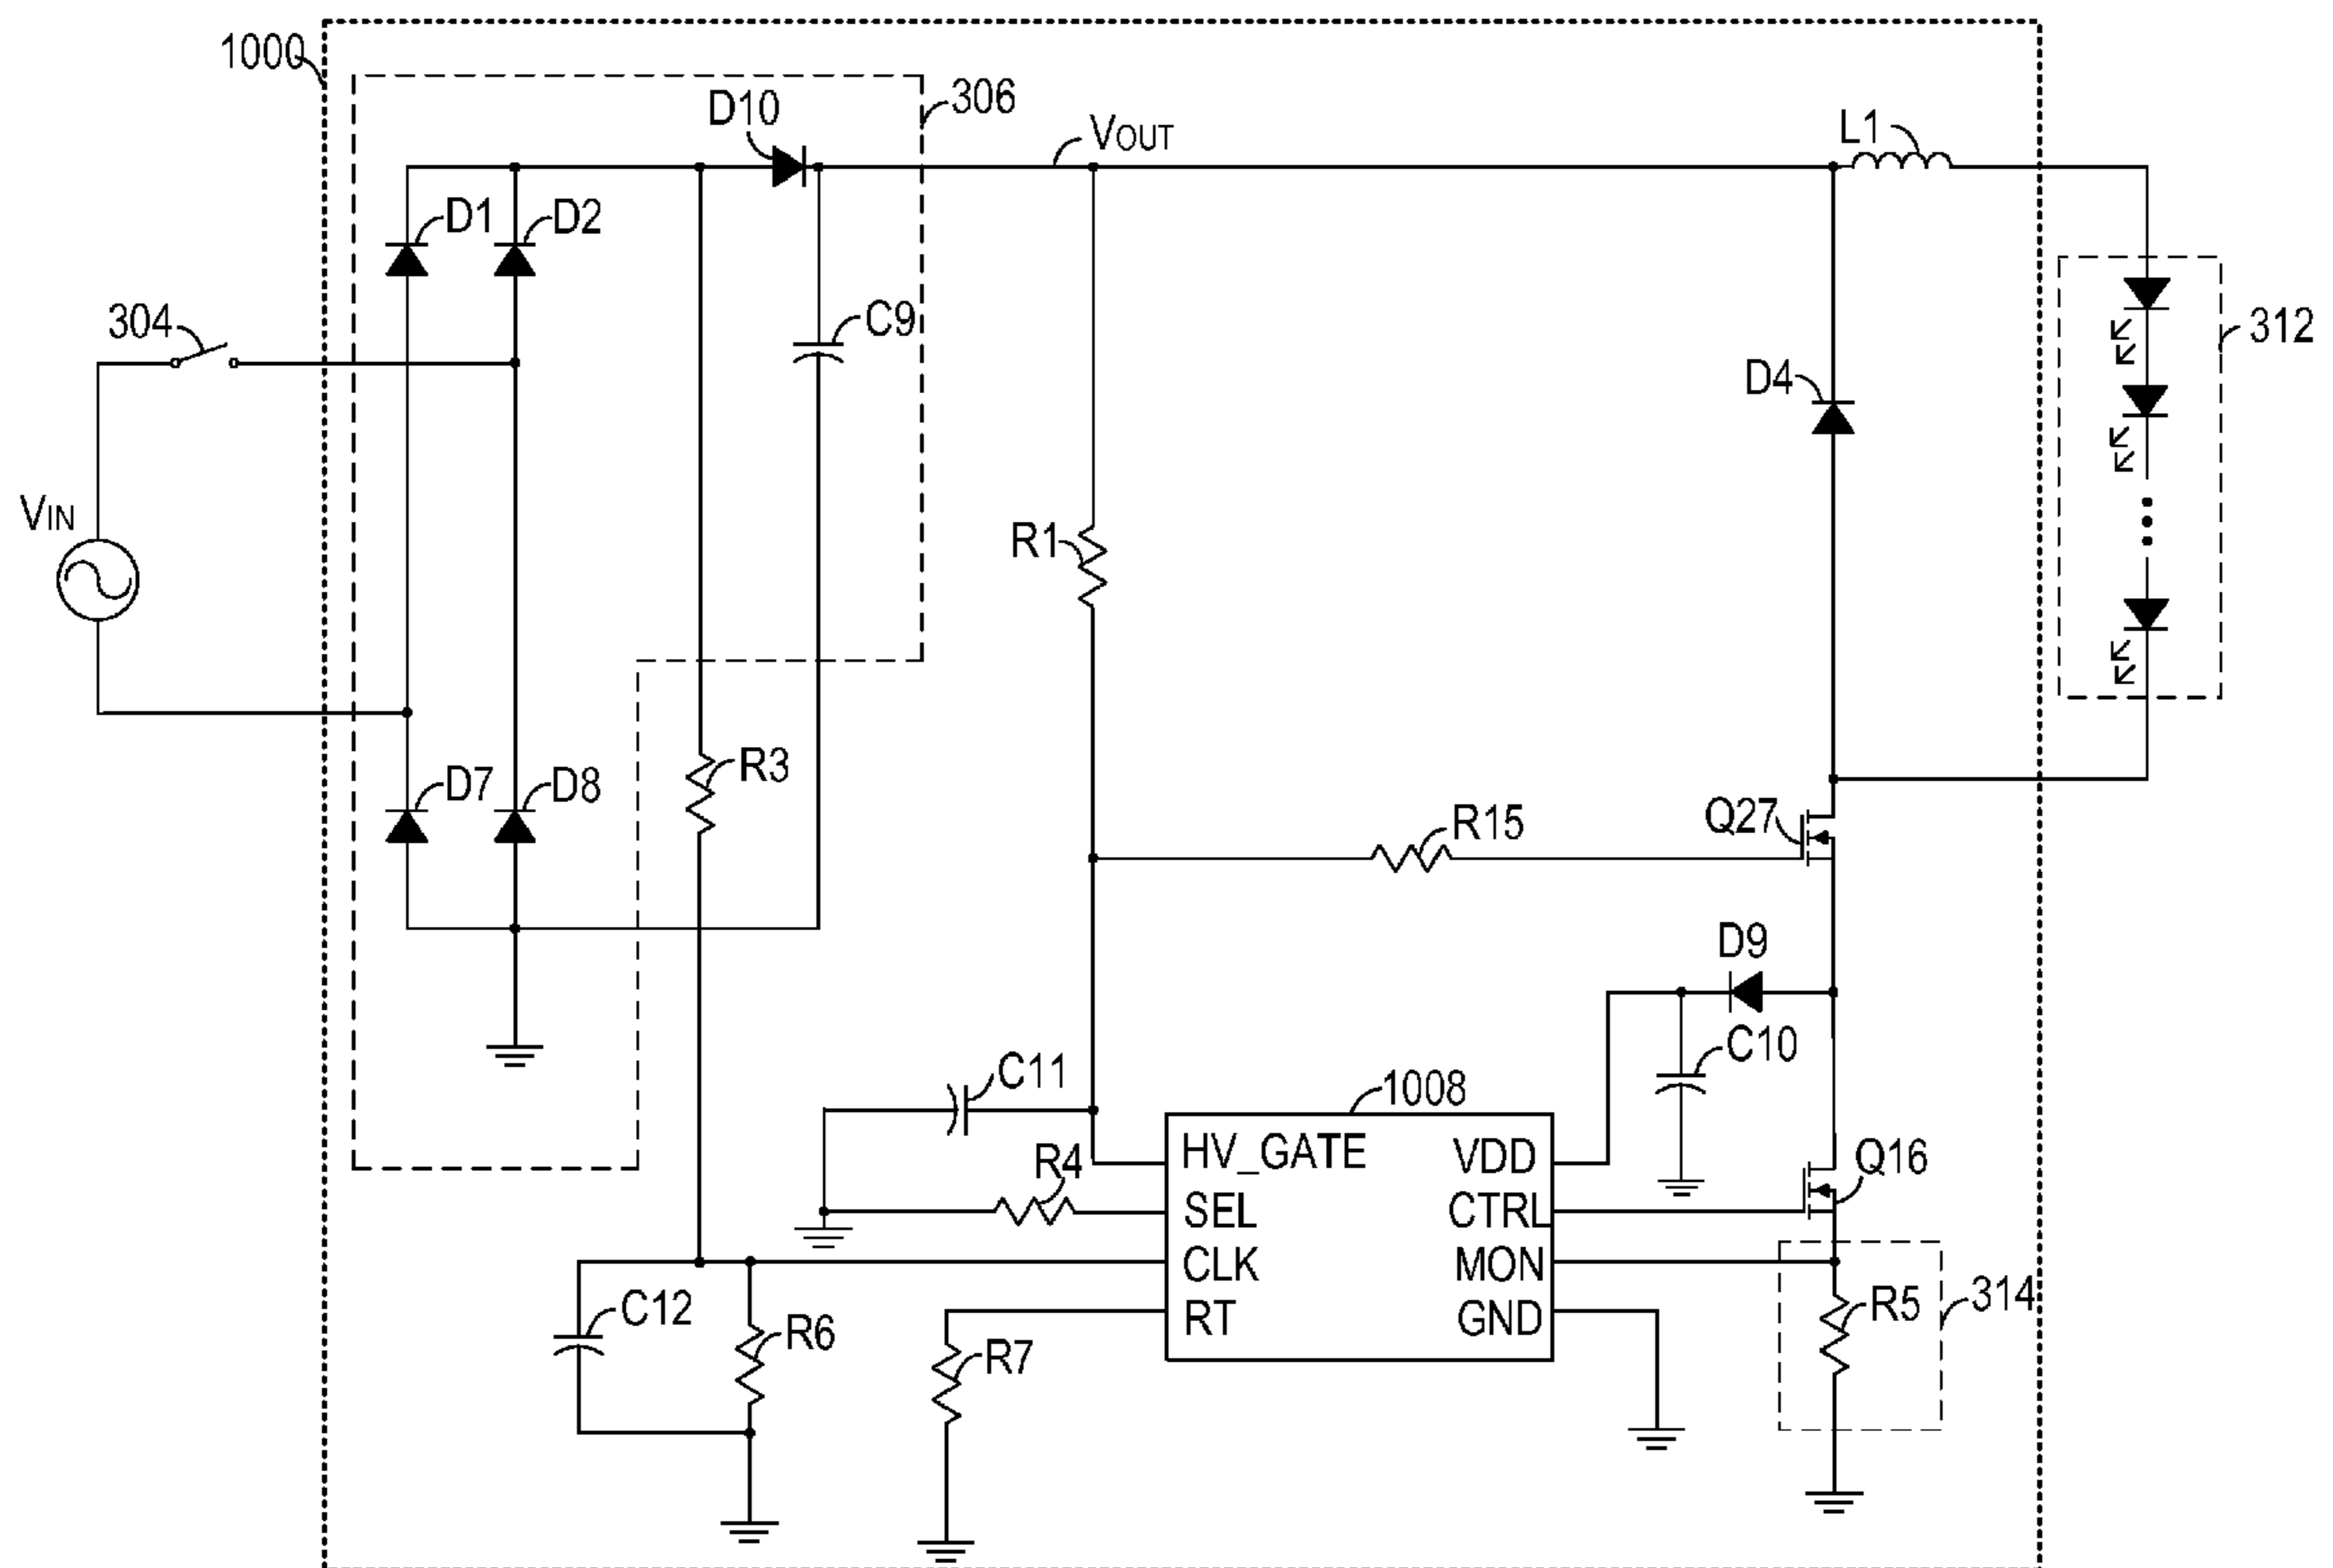 1000
306
D10
VOUT
L1
D1
D2
304
C9
312
D4
VIN
R1
R3
D7
D8
R15
Q27
D9
C10
C11
1008
R4
HV_GATE
VDD
Q16
SEL
CTRL
CLK
MON
314
C12
R6
RT
GND
R5
R7